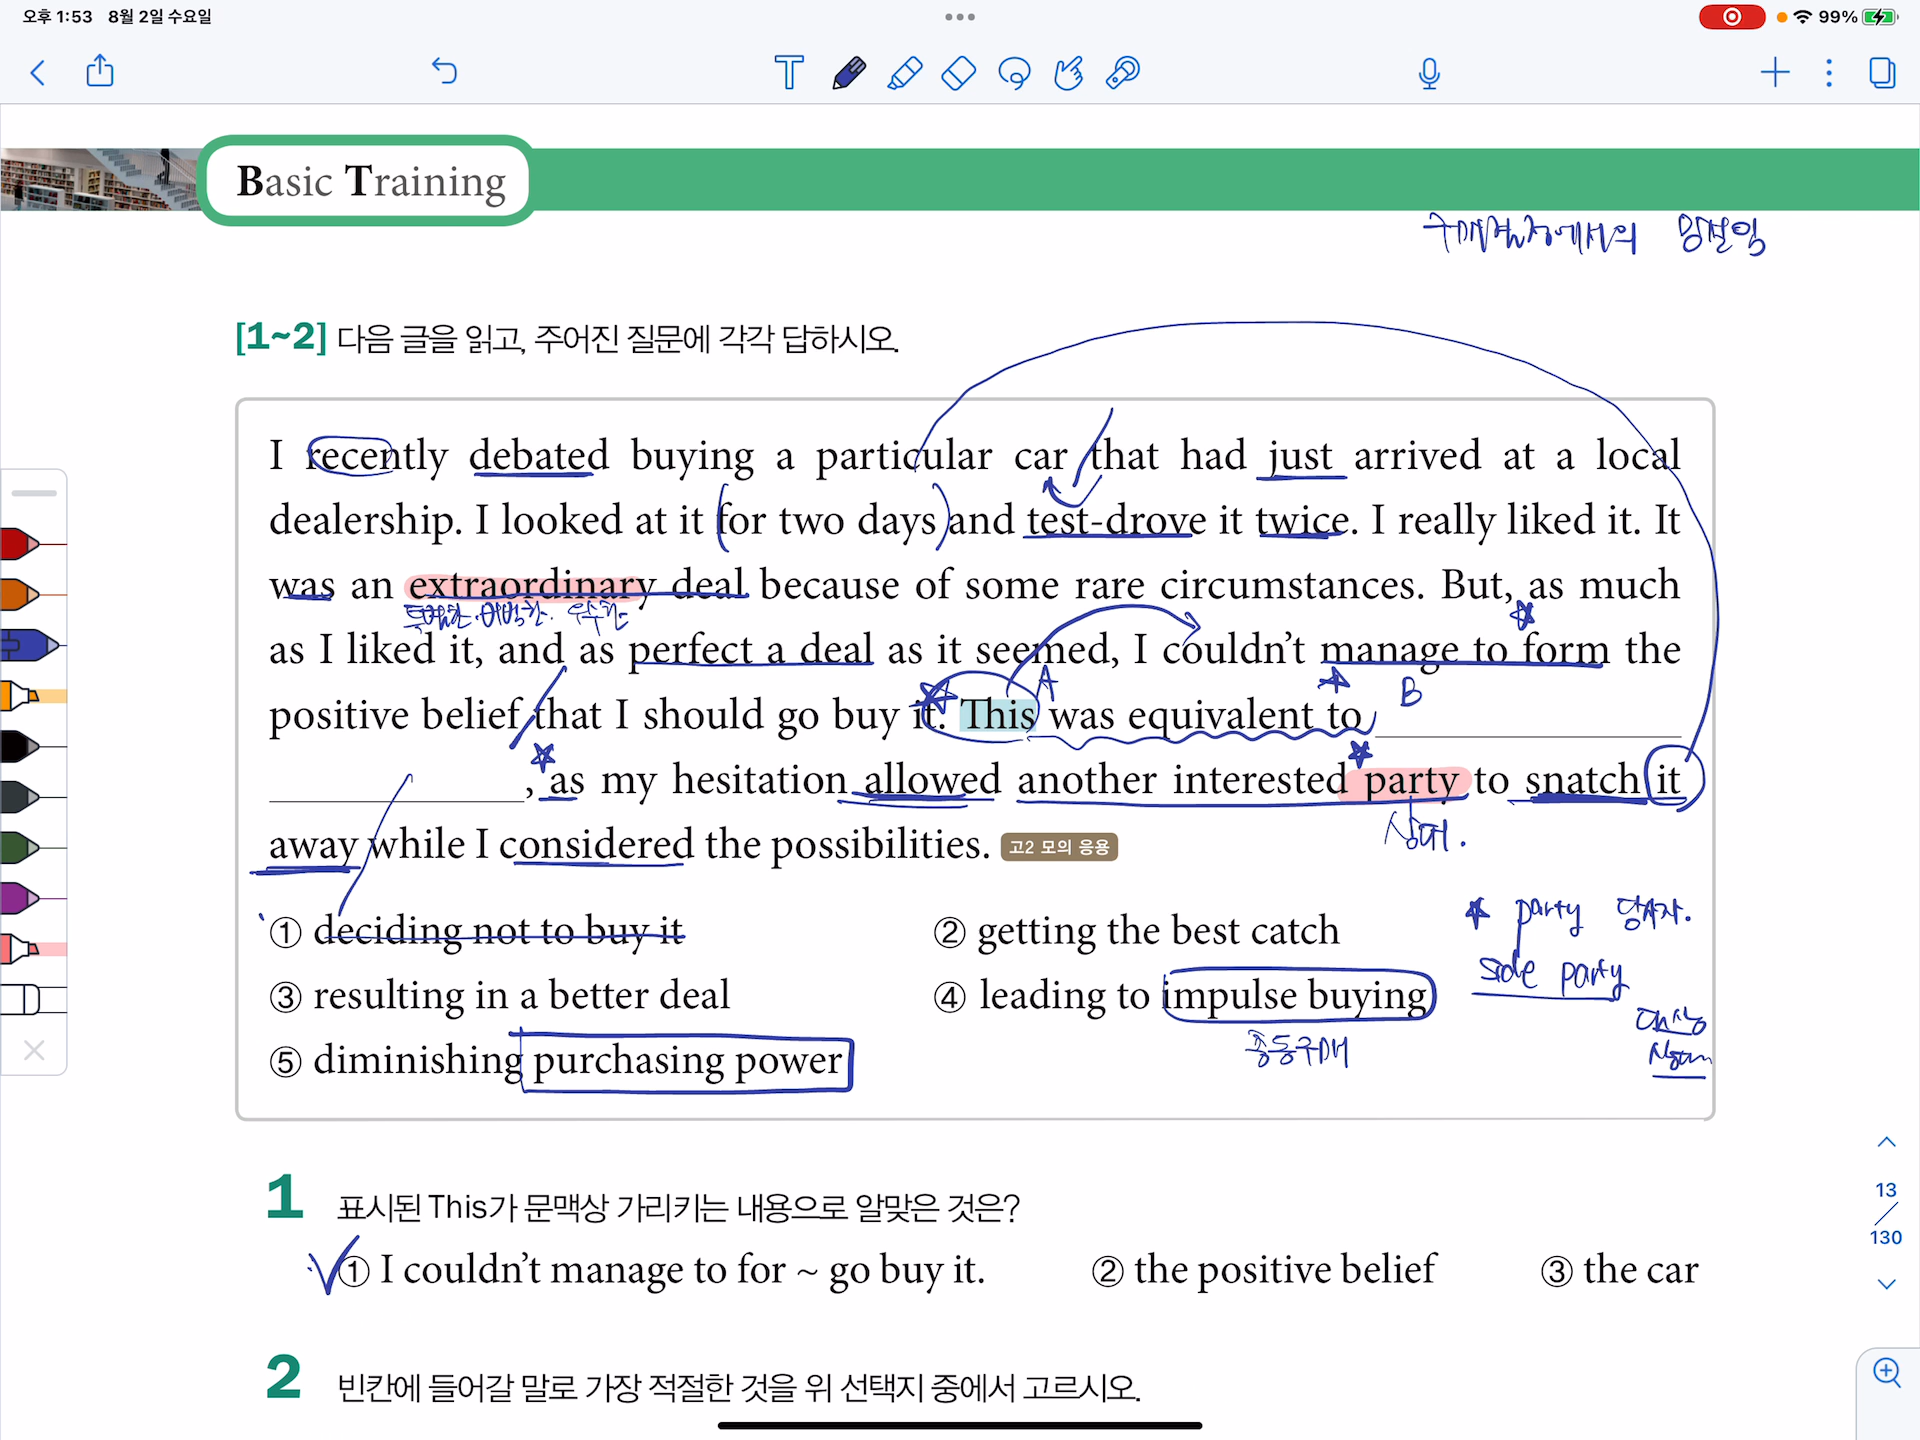 오후 1:53 8월 2일 수요일
99%
Basic Training
구매결정에서의 망설임
[1~2] 다음 글을 읽고, 주어진 질문에 각각 답하시오.
I recently debated buying a particular car that had just arrived at a local
dealership. I looked at it for two days and test-drove it twice. I really liked it. It
was an extraordinary deal because of some rare circumstances. But, as much
as I liked it, and as perfect a deal as it seemed, I couldn't manage to form the
positive belief that I should go buy it. This was equivalent to
A
B
, as my hesitation allowed another interested party to snatch it
away while I considered the possibilities. 고2 모의 응용
상대.
① deciding not to buy it ② getting the best catch
* party 당사자.
side party
③ resulting in a better deal ④ leading to impulse buying
충동구매
⑤ diminishing purchasing power
1 표시된 This가 문맥상 가리키는 내용으로 알맞은 것은?
① I couldn't manage to for ~ go buy it. ② the positive belief ③ the car
13
130
2 빈칸에 들어갈 말로 가장 적절한 것을 위 선택지 중에서 고르시오.